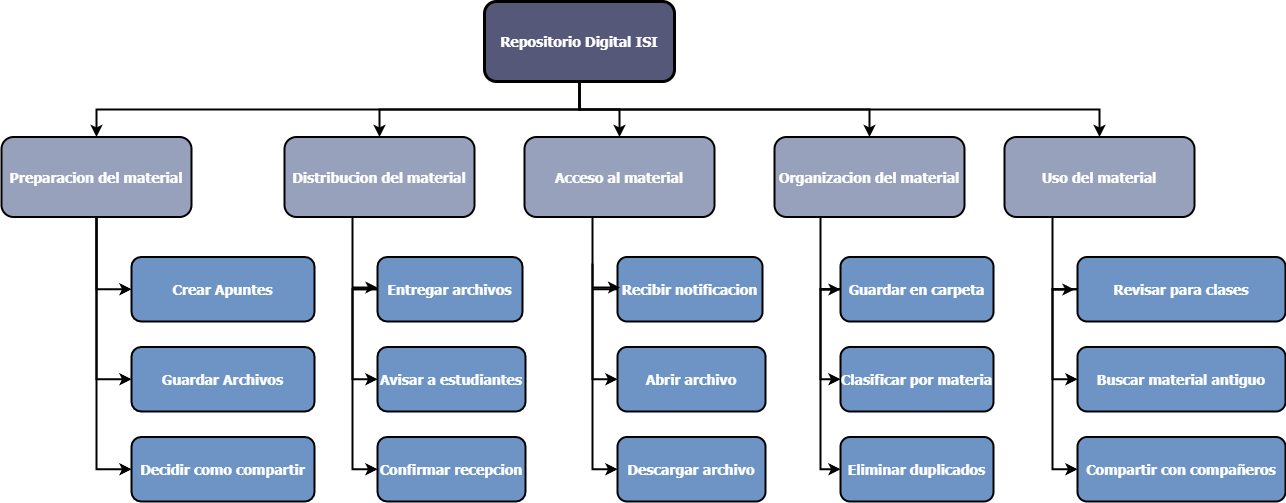 Repositorio Digital ISI
Preparacion del material
Distribucion del material
Acceso al material
Organizacion del material
Uso del material
Crear Apuntes
Entregar archivos
Recibir notificacion
Guardar en carpeta
Revisar para clases
Guardar Archivos
Avisar a estudiantes
Abrir archivo
Clasificar por materia
Buscar material antiguo
Decidir como compartir
Confirmar recepcion
Descargar archivo
Eliminar duplicados
Compartir con compañeros